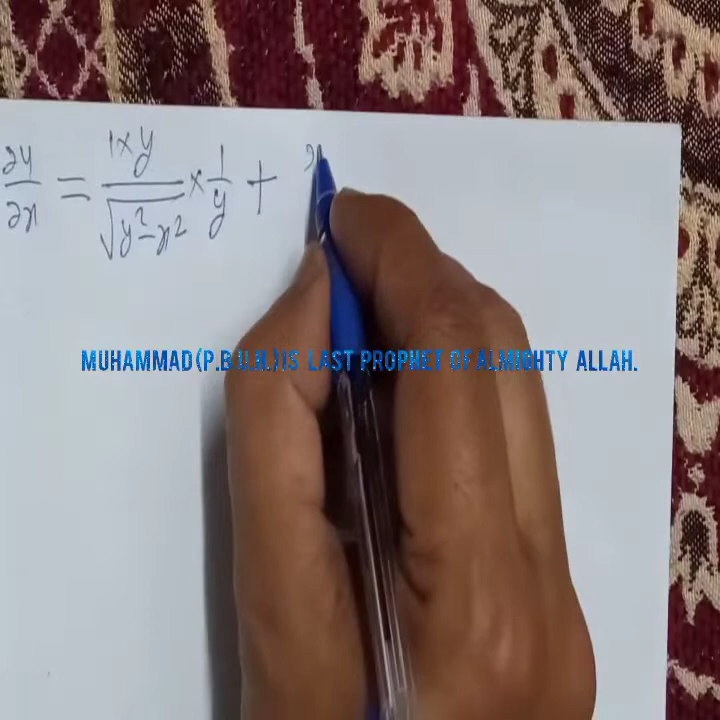 ∂u/∂x = 1×y/√y²-x² × 1/y +
MUHAMMAD(P.B.U.H.)IS LAST PROPHET OF ALMIGHTY ALLAH.